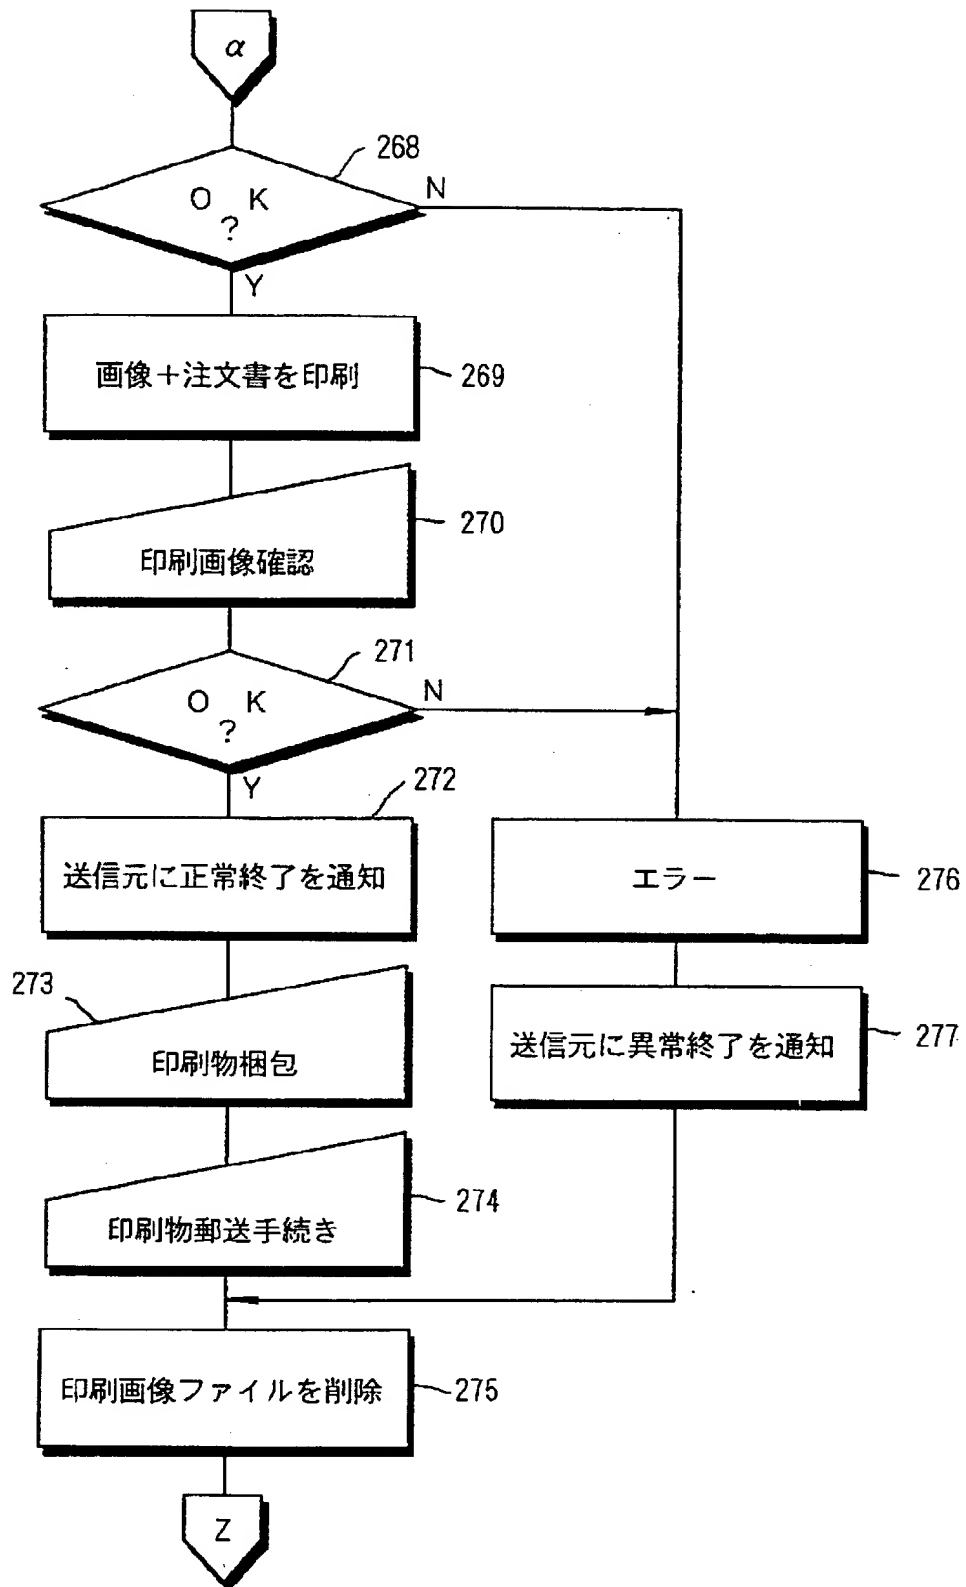 α
268
O K
?
N
Y
画像+注文書を印刷
269
270
印刷画像確認
271
O K
?
N
Y
272
送信元に正常終了を通知
エラー
276
273
印刷物梱包
送信元に異常終了を通知
277
274
印刷物郵送手続き
印刷画像ファイルを削除
275
Z